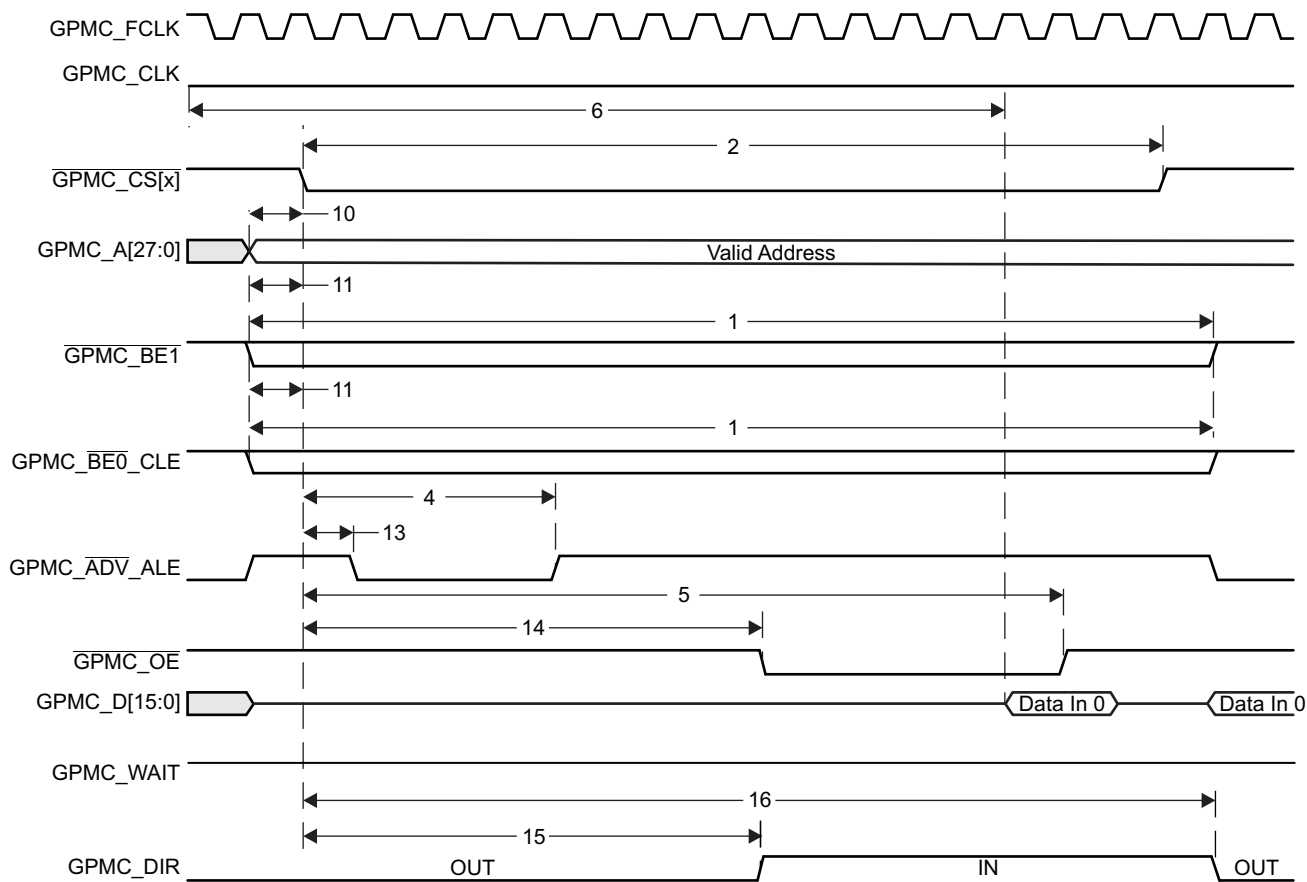 GPMC_FCLK
GPMC_CLK
6
2
GPMC_CS[x]
10
GPMC_A[27:0]
Valid Address
11
1
GPMC_BE1
11
1
GPMC_BE0_CLE
4
13
GPMC_ADV_ALE
5
14
GPMC_OE
GPMC_D[15:0]
Data In 0
Data In 0
GPMC_WAIT
16
15
GPMC_DIR
OUT
IN
OUT